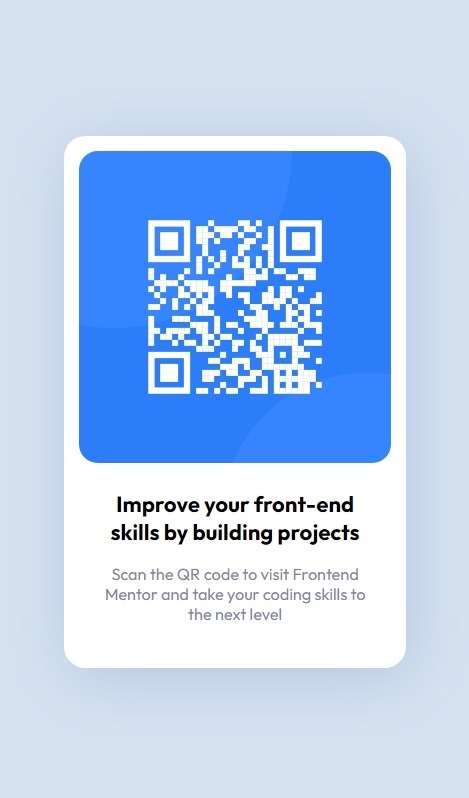 Improve your front-end
skills by building projects
Scan the QR code to visit Frontend
Mentor and take your coding skills to
the next level